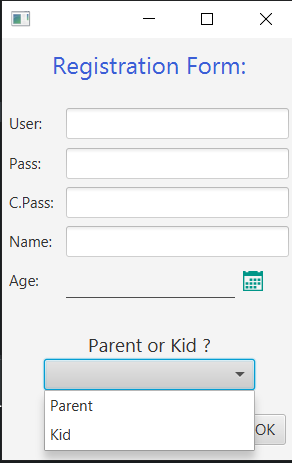 Registration Form:
User:
Pass:
C.Pass:
Name:
Age:
Parent or Kid ?
Parent
Kid
OK